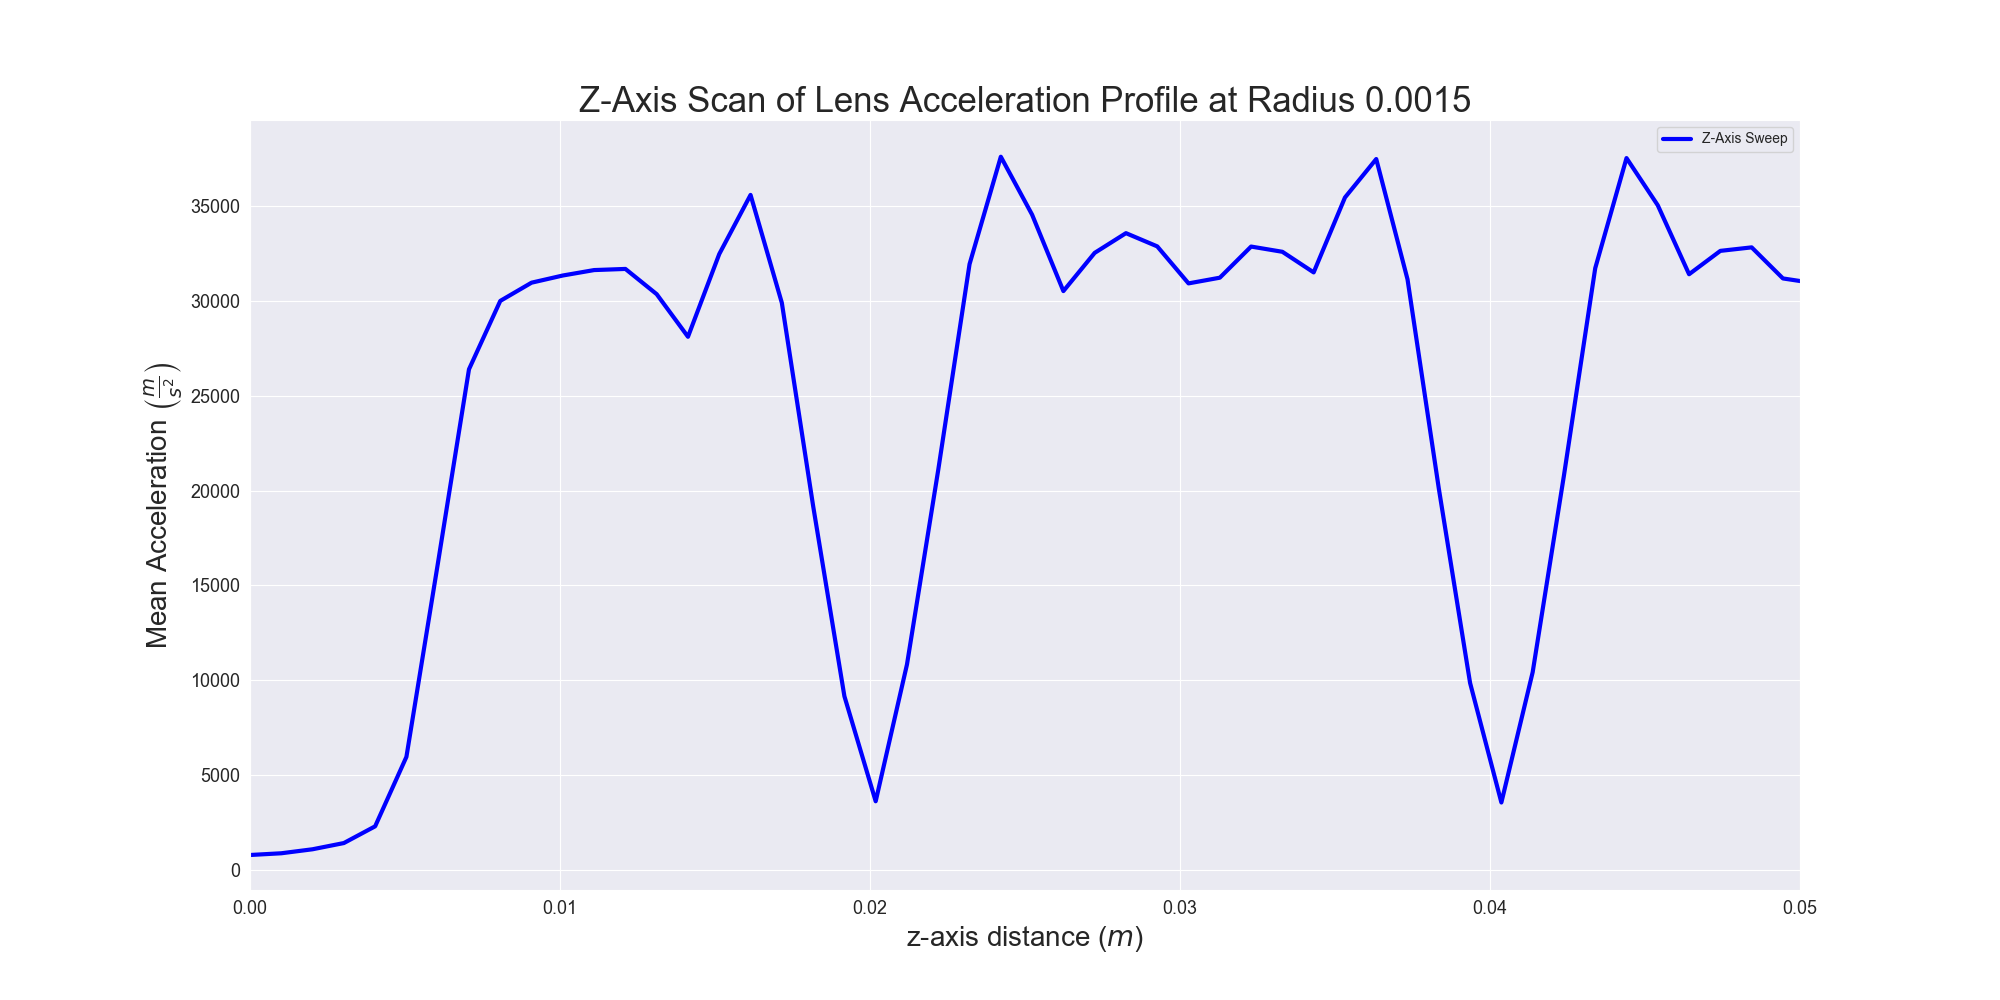 Z-Axis Scan of Lens Acceleration Profile at Radius 0.0015
Z-Axis Sweep
Mean Acceleration (m/s²)
35000
30000
25000
20000
15000
10000
5000
0
0.00 0.01 0.02 0.03 0.04 0.05
z-axis distance (m)